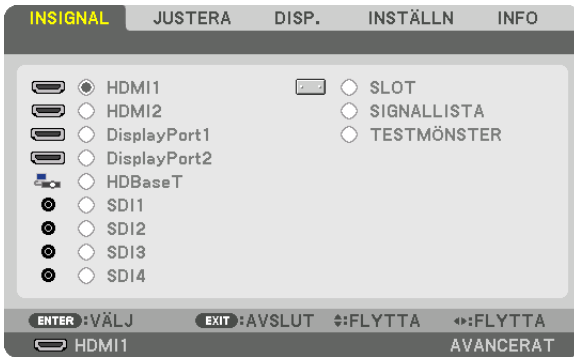 INSIGNAL JUSTERA DISP. INSTÄLLN INFO
HDMI1 SLOT
HDMI2 SIGNALLISTA
DisplayPort1 TESTMÖNSTER
DisplayPort2
HDBaseT
SDI1
SDI2
SDI3
SDI4
ENTER :VÄLJ EXIT :AVSLUT :FLYTTA :FLYTTA
HDMI1 AVANCERAT